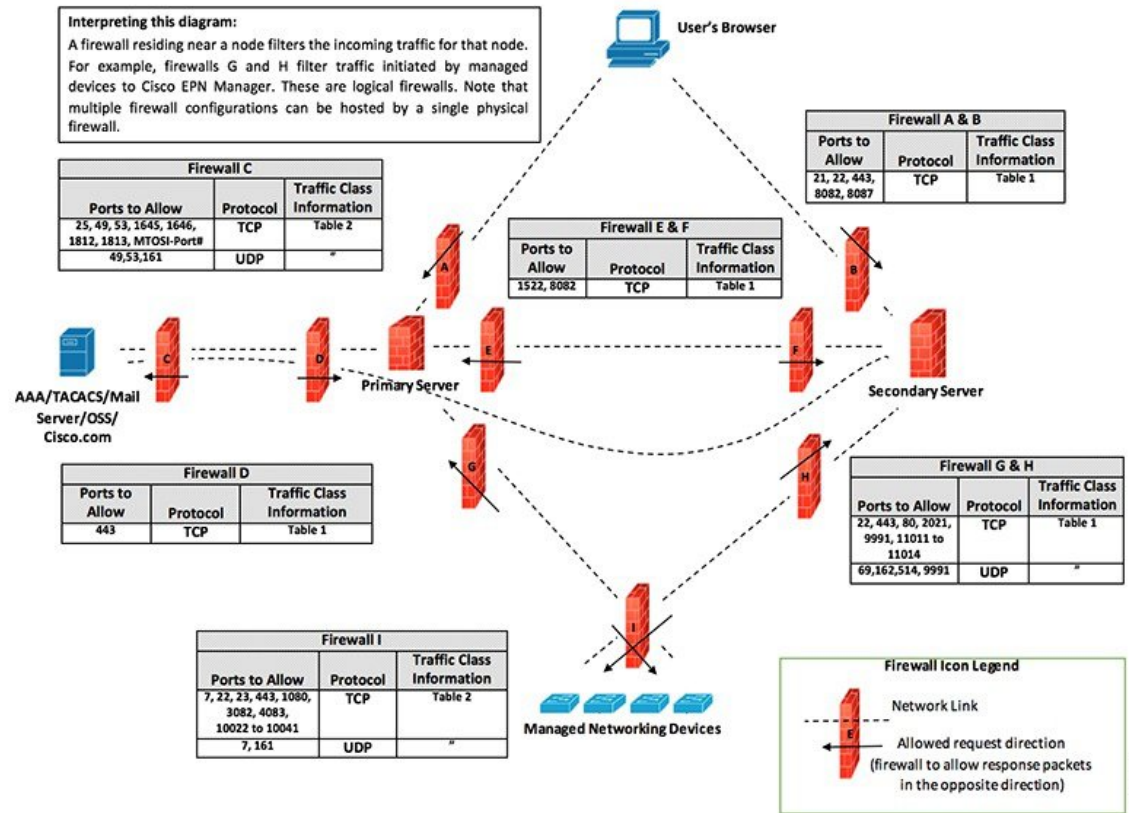 Interpreting this diagram:
A firewall residing near a node filters the incoming traffic for that node.
For example, firewalls G and H filter traffic initiated by managed
devices to Cisco EPN Manager. These are logical firewalls. Note that
multiple firewall configurations can be hosted by a single physical
firewall.
User's Browser
Firewall A & B
Ports to Allow Protocol Traffic Class Information
21, 22, 443,
8082, 8087
TCP
Table 1
Firewall C
Ports to Allow Protocol Traffic Class Information
25, 49, 53, 1645, 1646,
1812, 1813, MTOSI-Port#
TCP
Table 2
49,53,161 UDP "
Firewall E & F
Ports to Allow Protocol Traffic Class Information
1522, 8082 TCP Table 1
A
B
C
D
E
F
Primary Server
Secondary Server
AAA/TACACS/Mail
Server/OSS/
Cisco.com
G
H
Firewall D
Ports to Allow Protocol Traffic Class Information
443 TCP Table 1
Firewall G & H
Ports to Allow Protocol Traffic Class Information
22, 443, 80, 2021,
9991, 11011 to
11014
TCP
Table 1
69,162,514, 9991 UDP "
I
Firewall I
Ports to Allow Protocol Traffic Class Information
7, 22, 23, 443, 1080,
3082, 4083,
10022 to 10041
TCP
Table 2
7, 161 UDP "
Managed Networking Devices
Firewall Icon Legend
Network Link
E
Allowed request direction
(firewall to allow response packets
in the opposite direction)